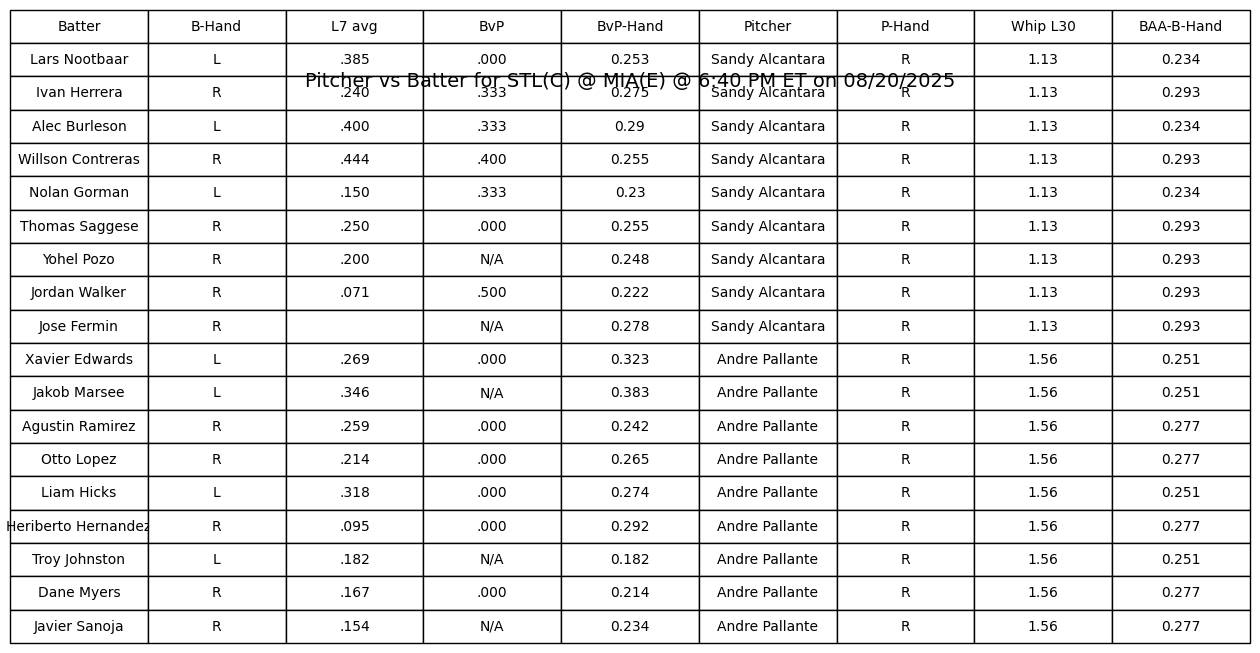 Batter B-Hand L7 avg BvP BvP-Hand Pitcher P-Hand Whip L30 BAA-B-Hand
Lars Nootbaar L .385 .000 0.253 Sandy Alcantara R 1.13 0.234
Pitcher vs Batter for STL(C) @ MIA(E) @ 6:40 PM ET on 08/20/2025
Ivan Herrera R .240 .333 0.275 Sandy Alcantara R 1.13 0.293
Alec Burleson L .400 .333 0.29 Sandy Alcantara R 1.13 0.234
Willson Contreras R .444 .400 0.255 Sandy Alcantara R 1.13 0.293
Nolan Gorman L .150 .333 0.23 Sandy Alcantara R 1.13 0.234
Thomas Saggese R .250 .000 0.255 Sandy Alcantara R 1.13 0.293
Yohel Pozo R .200 N/A 0.248 Sandy Alcantara R 1.13 0.293
Jordan Walker R .071 .500 0.222 Sandy Alcantara R 1.13 0.293
Jose Fermin R N/A 0.278 Sandy Alcantara R 1.13 0.293
Xavier Edwards L .269 .000 0.323 Andre Pallante R 1.56 0.251
Jakob Marsee L .346 N/A 0.383 Andre Pallante R 1.56 0.251
Agustin Ramirez R .259 .000 0.242 Andre Pallante R 1.56 0.277
Otto Lopez R .214 .000 0.265 Andre Pallante R 1.56 0.277
Liam Hicks L .318 .000 0.274 Andre Pallante R 1.56 0.251
Heriberto Hernandez R .095 .000 0.292 Andre Pallante R 1.56 0.277
Troy Johnston L .182 N/A 0.182 Andre Pallante R 1.56 0.251
Dane Myers R .167 .000 0.214 Andre Pallante R 1.56 0.277
Javier Sanoja R .154 N/A 0.234 Andre Pallante R 1.56 0.277